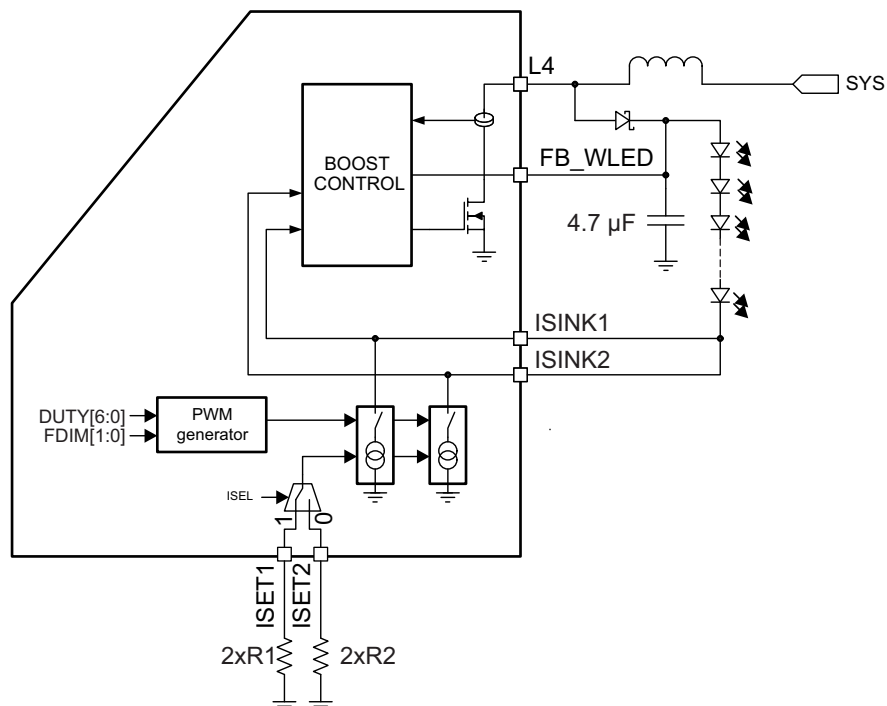 L4
SYS
BOOST
CONTROL
FB_WLED
4.7 µF
ISINK1
ISINK2
DUTY[6:0]
FDIM[1:0]
PWM
generator
ISEL
1
0
ISET1
ISET2
2xR1
2xR2